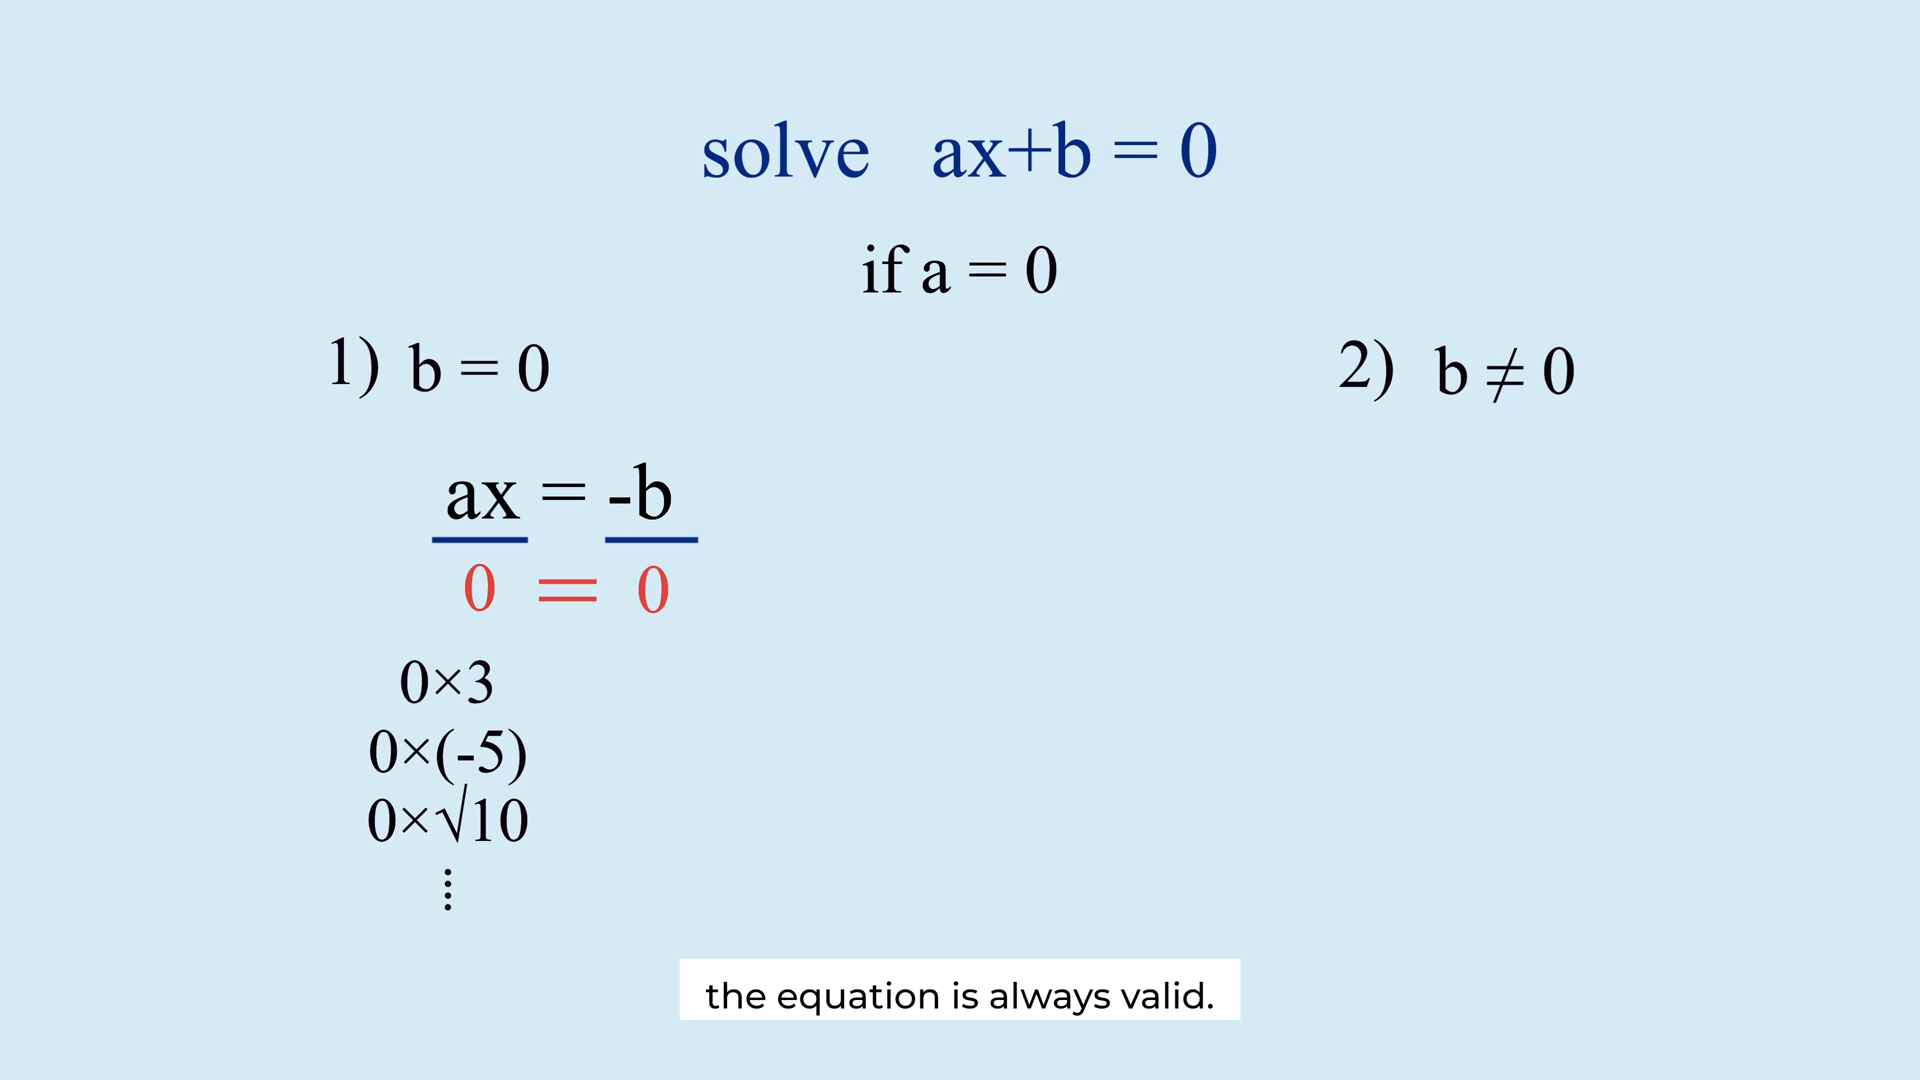 solve ax+b = 0
if a = 0
1) b = 0
2) b ≠ 0
ax = -b
0 = 0
0×3
0×(-5)
0×√10
⁞
the equation is always valid.